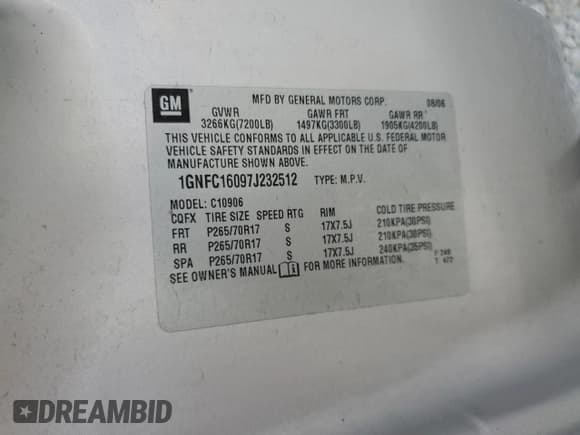 GM
MFD BY GENERAL MOTORS CORP. 08/06
GVWR GAWR FRT GAWR RR
3266KG(7200LB) 1497KG(3300LB) 1905KG(4200LB)
THIS VEHICLE CONFORMS TO ALL APPLICABLE U.S. FEDERAL MOTOR
VEHICLE SAFETY STANDARDS IN EFFECT ON THE DATE OF
MANUFACTURE SHOWN ABOVE.
1GNFC16097J232512 TYPE: M.P.V.
MODEL: C10906
CQFX TIRE SIZE SPEED RTG RIM COLD TIRE PRESSURE
FRT P265/70R17 S 17X7.5J 210KPA(30PSI)
RR P265/70R17 S 17X7.5J 210KPA(30PSI)
SPA P265/70R17 S 17X7.5J 240KPA(35PSI)
SEE OWNER'S MANUAL FOR MORE INFORMATION.
DREAMBID